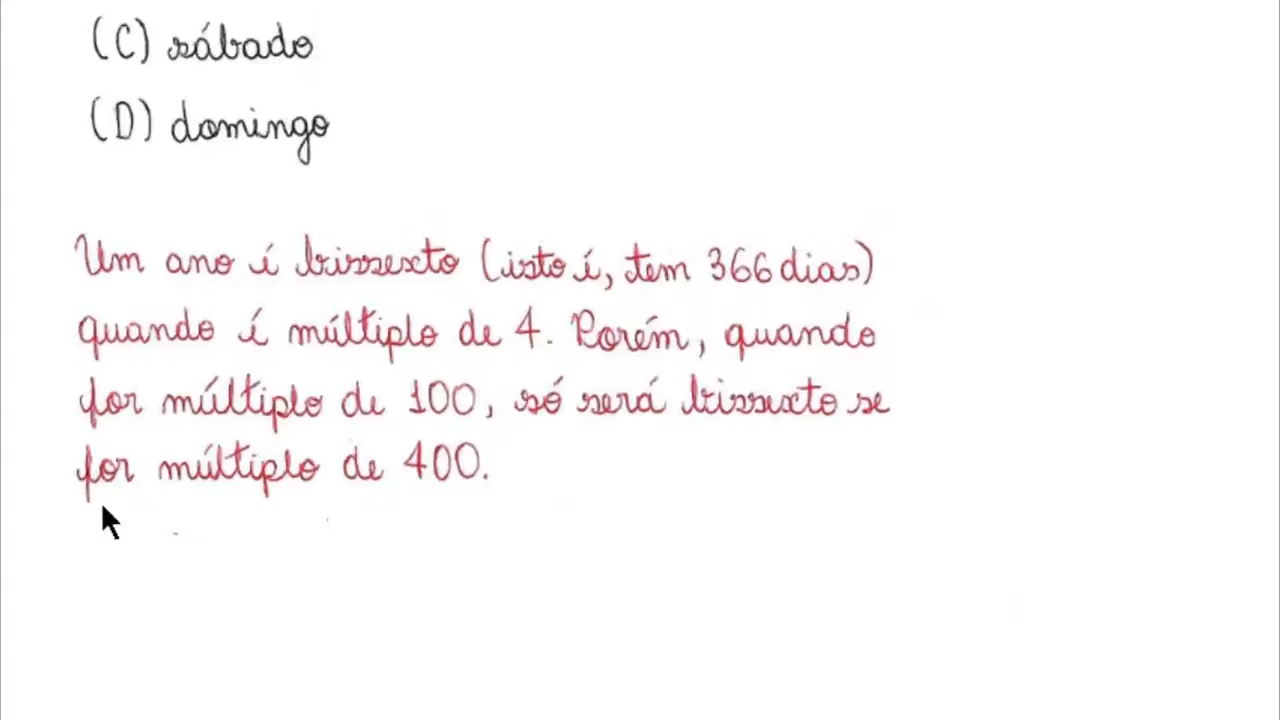 (C) sábado
(D) domingo
Um ano é bissexto (isto é, tem 366 dias)
quando é múltiplo de 4. Porém, quando
for múltiplo de 100, só será bissexto se
for múltiplo de 400.